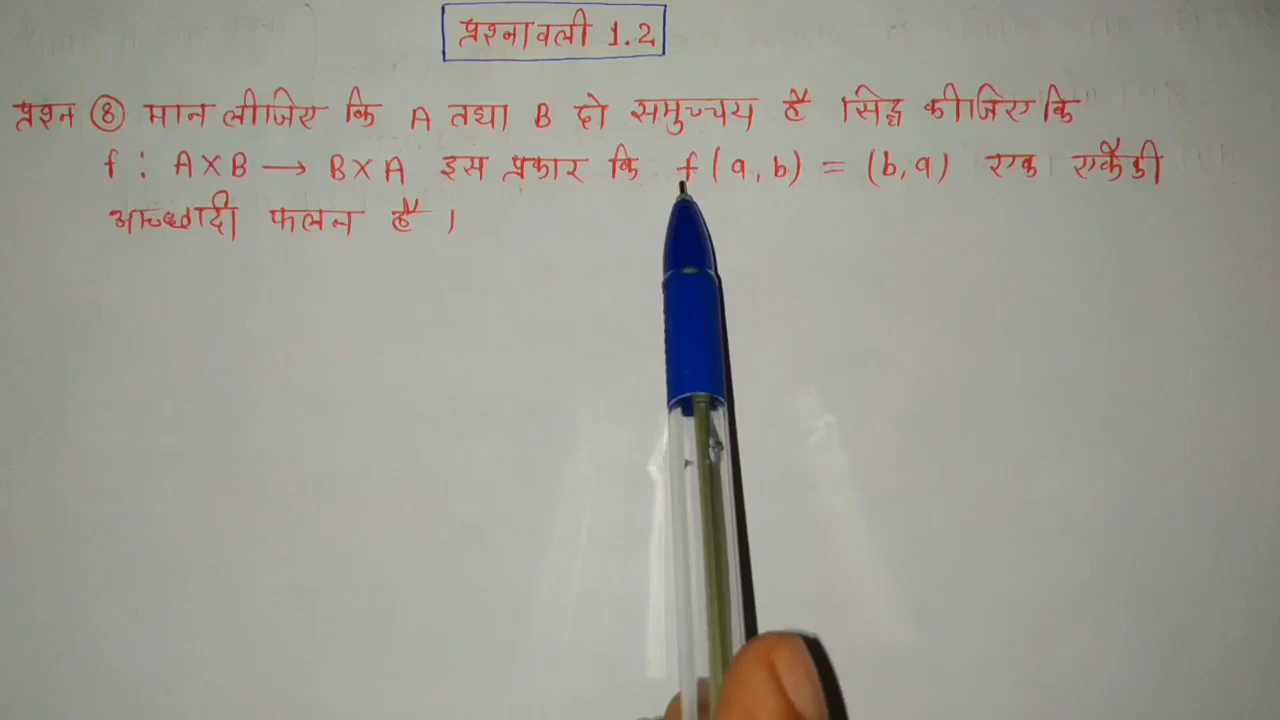 प्रश्नावली 1.2
प्रश्न ⑧ मान लीजिए कि A तथा B दो समुच्चय है सिद्ध कीजिए कि
f : A×B → B×A इस प्रकार कि f(a,b) = (b,a) एक एकैकी
आच्छादी फलन है ।